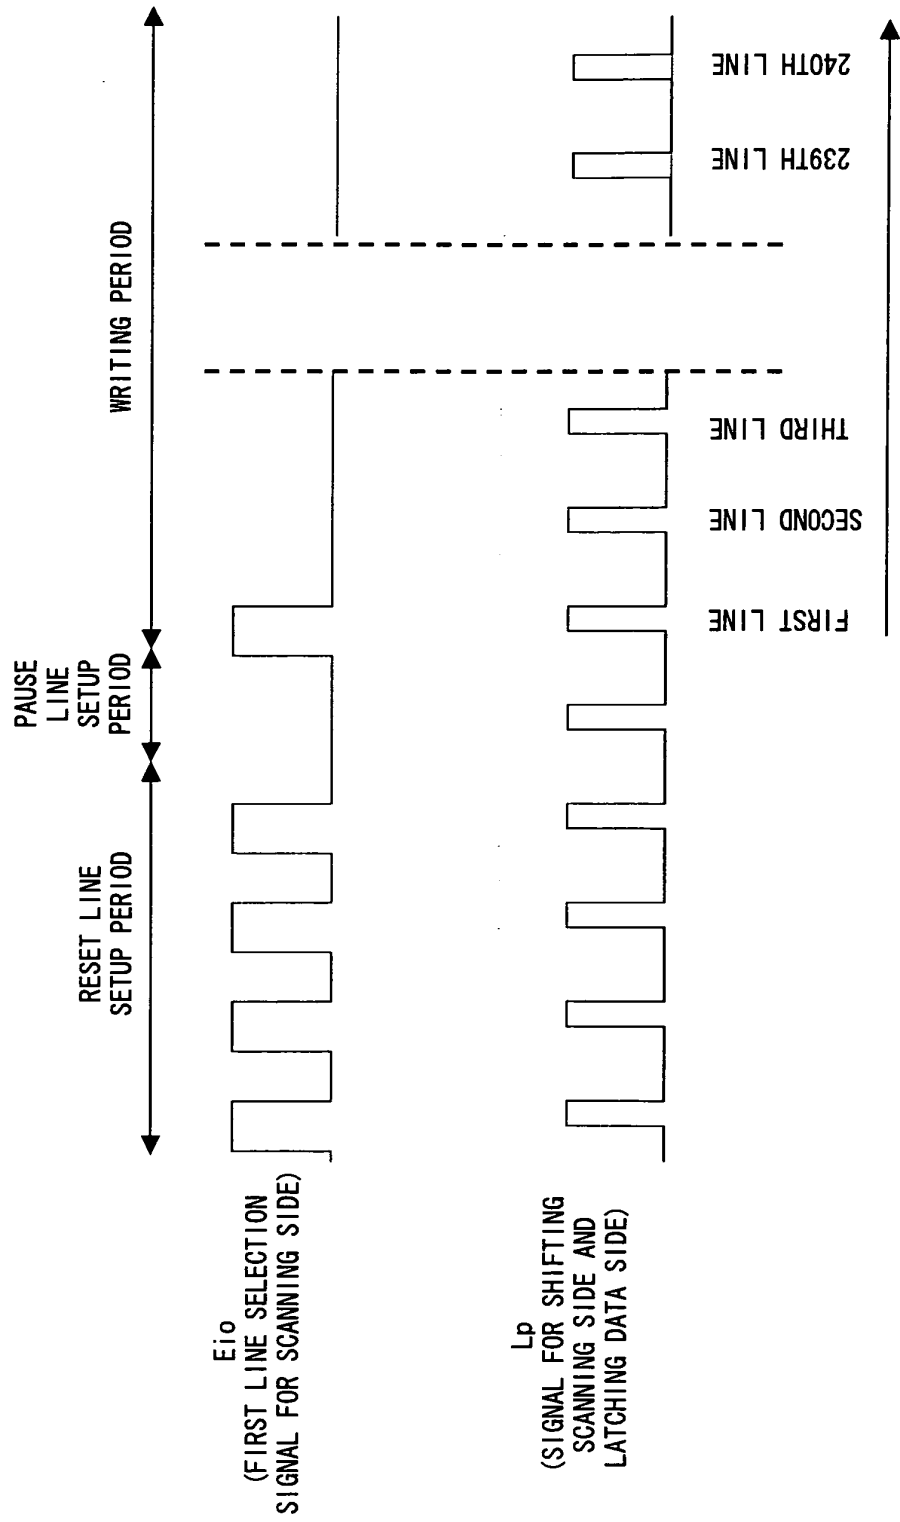 RESET LINE
SETUP PERIOD
PAUSE
LINE
SETUP
PERIOD
WRITING PERIOD
Eio
(FIRST LINE SELECTION
SIGNAL FOR SCANNING SIDE)
Lp
(SIGNAL FOR SHIFTING
SCANNING SIDE AND
LATCHING DATA SIDE)
FIRST LINE
SECOND LINE
THIRD LINE
239TH LINE
240TH LINE